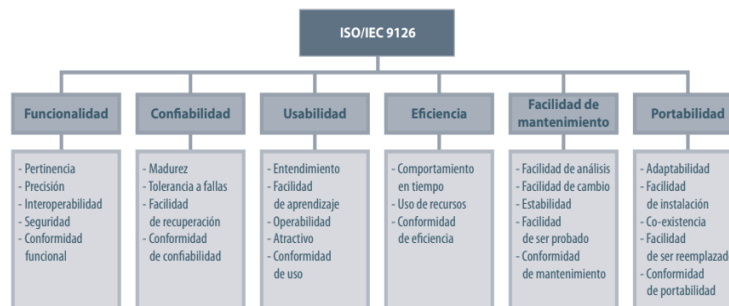 ISO/IEC 9126
Funcionalidad
- Pertinencia
- Precisión
- Interoperabilidad
- Seguridad
- Conformidad
funcional
Confiabilidad
- Madurez
- Tolerancia a fallas
- Facilidad
de recuperación
- Conformidad
de confiabilidad
Usabilidad
- Entendimiento
- Facilidad
de aprendizaje
- Operabilidad
- Atractivo
- Conformidad
de uso
Eficiencia
- Comportamiento
en tiempo
- Uso de recursos
- Conformidad
de eficiencia
Facilidad de
mantenimiento
- Facilidad de análisis
- Facilidad de cambio
- Estabilidad
- Facilidad
de ser probado
- Conformidad
de mantenimiento
Portabilidad
- Adaptabilidad
- Facilidad
de instalación
- Co-existencia
- Facilidad
de ser reemplazado
- Conformidad
de portabilidad